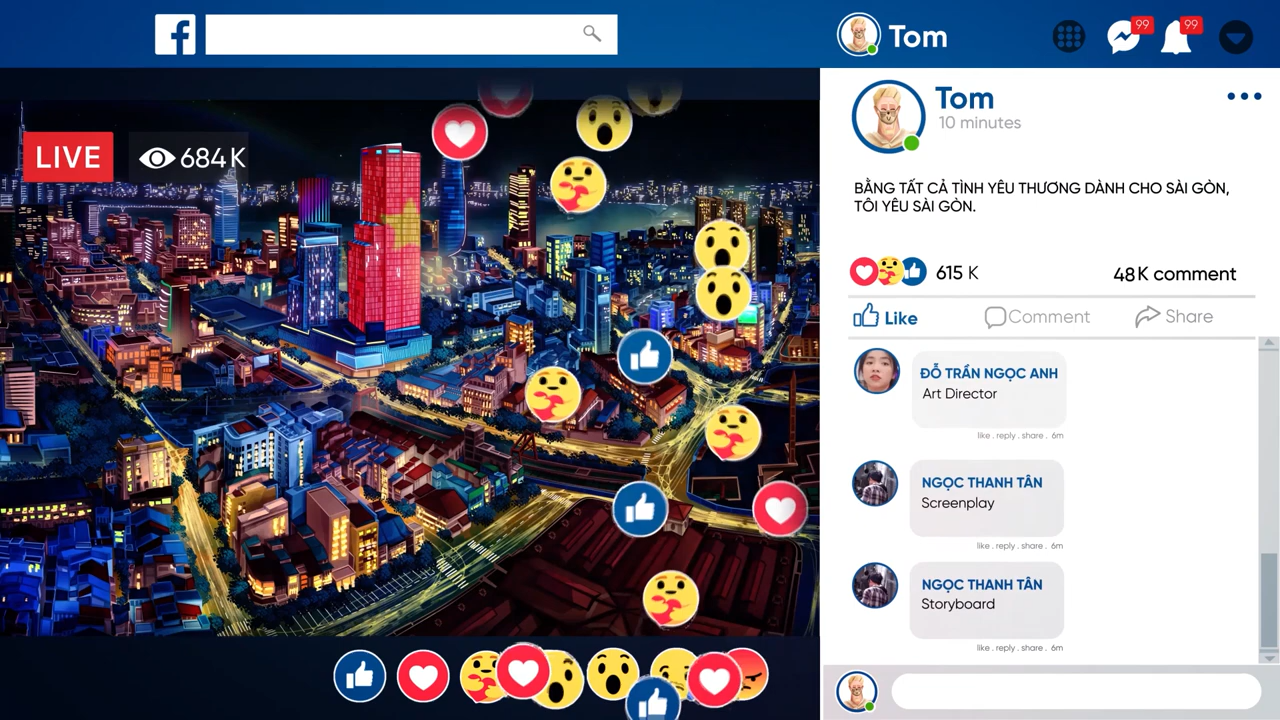 f
Tom
99
99
LIVE
684K
Tom
10 minutes
BẰNG TẤT CẢ TÌNH YÊU THƯƠNG DÀNH CHO SÀI GÒN,
TÔI YÊU SÀI GÒN.
615 K
48K comment
Like
Comment
Share
ĐỖ TRẦN NGỌC ANH
Art Director
like . reply . share . 6m
NGỌC THANH TÂN
Screenplay
like . reply . share . 6m
NGỌC THANH TÂN
Storyboard
like . reply . share . 6m